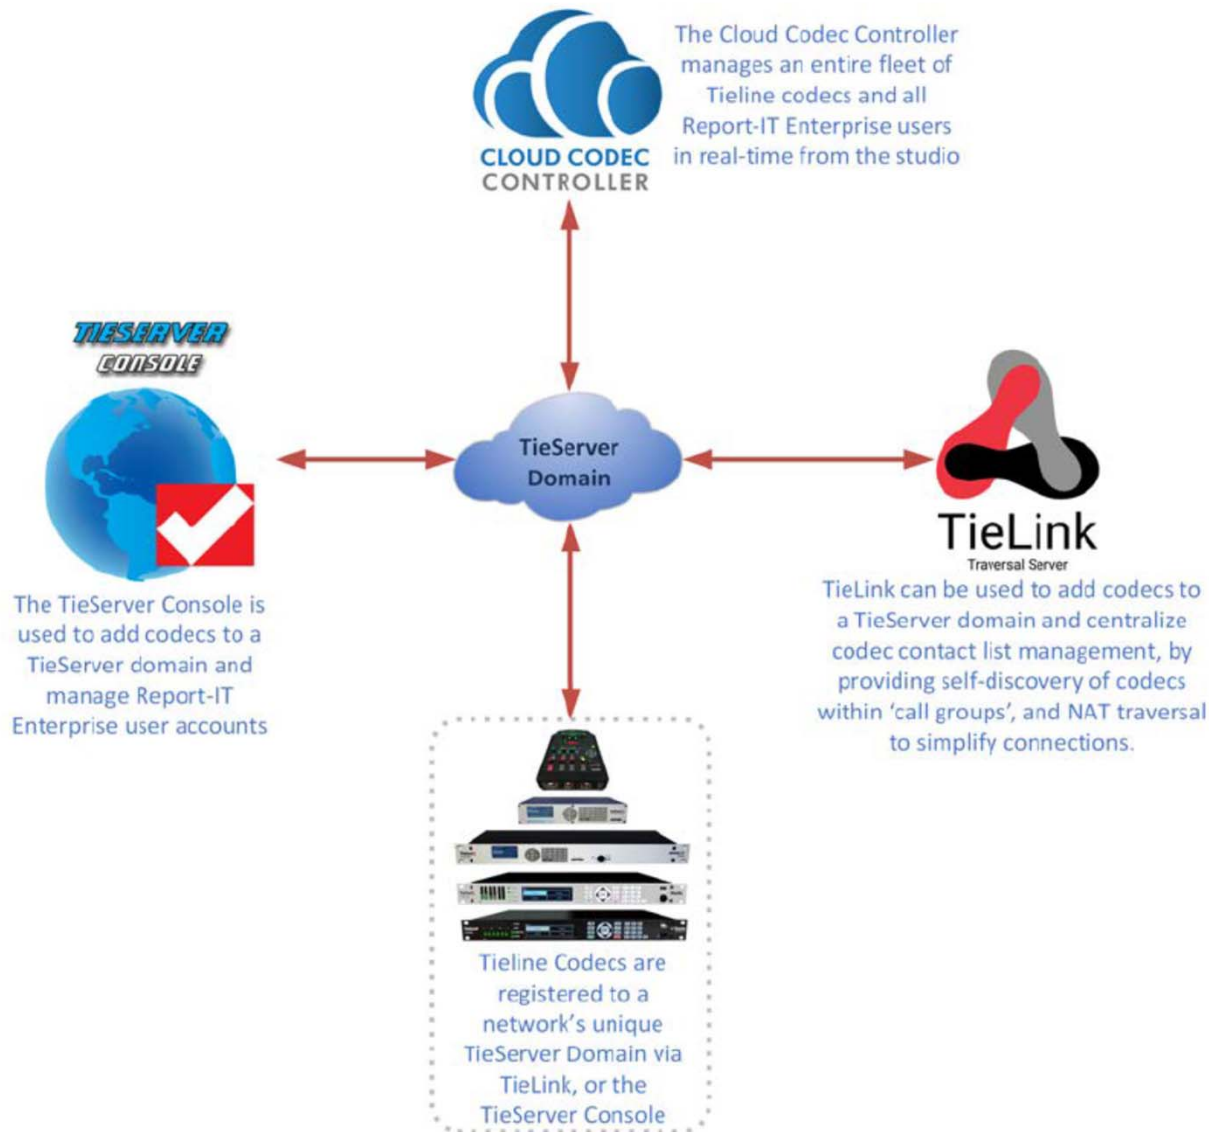 The Cloud Codec Controller
manages an entire fleet of
Tieline codecs and all
Report-IT Enterprise users
in real-time from the studio
CLOUD CODEC
CONTROLLER
TIESERVER
CONSOLE
TieServer
Domain
TieLink
Traversal Server
The TieServer Console is
used to add codecs to a
TieServer domain and
manage Report-IT
Enterprise user accounts
TieLink can be used to add codecs to
a TieServer domain and centralize
codec contact list management, by
providing self-discovery of codecs
within ‘call groups’, and NAT traversal
to simplify connections.
Tieline Codecs are
registered to a
network’s unique
TieServer Domain via
TieLink, or the
TieServer Console